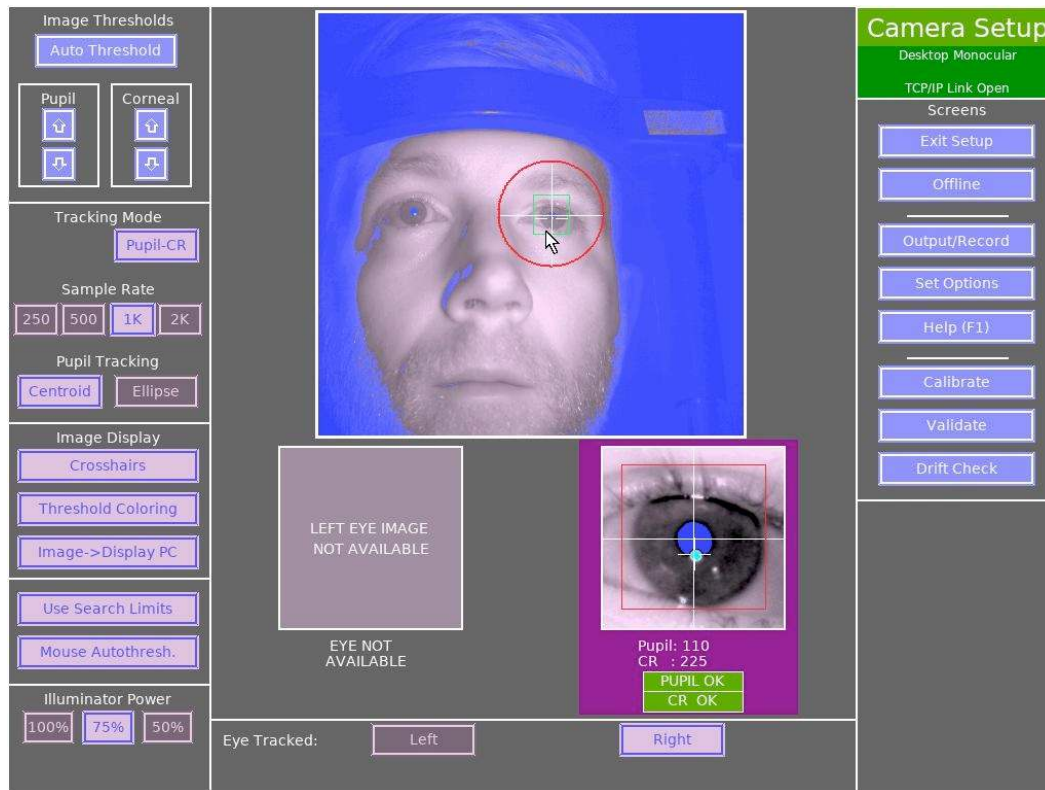 Image Thresholds
Auto Threshold
Pupil
Corneal
Tracking Mode
Pupil-CR
Sample Rate
250 500 1K 2K
Pupil Tracking
Centroid Ellipse
Image Display
Crosshairs
Threshold Coloring
Image->Display PC
Use Search Limits
Mouse Autothresh.
Illuminator Power
100% 75% 50%
LEFT EYE IMAGE
NOT AVAILABLE
EYE NOT
AVAILABLE
Pupil: 110
CR : 225
PUPIL OK
CR OK
Eye Tracked: Left Right
Camera Setup
Desktop Monocular
TCP/IP Link Open
Screens
Exit Setup
Offline
Output/Record
Set Options
Help (F1)
Calibrate
Validate
Drift Check